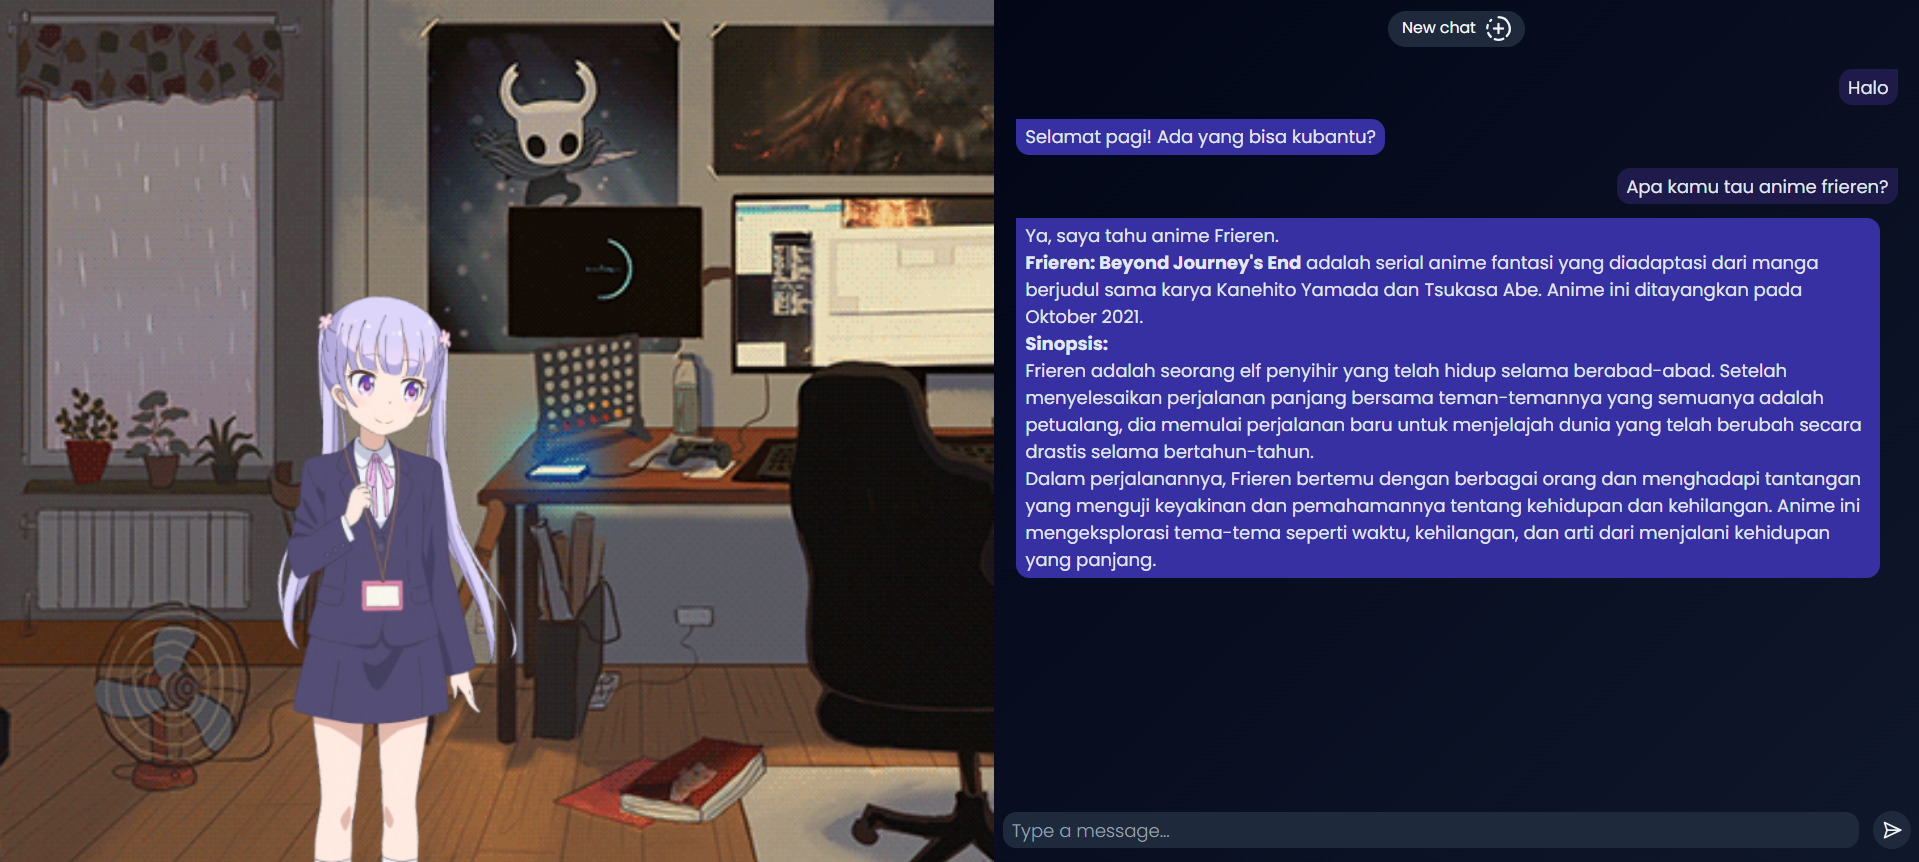 New chat
Halo
Selamat pagi! Ada yang bisa kubantu?
Apa kamu tau anime frieren?
Ya, saya tahu anime Frieren.
Frieren: Beyond Journey's End adalah serial anime fantasi yang diadaptasi dari manga
berjudul sama karya Kanehito Yamada dan Tsukasa Abe. Anime ini ditayangkan pada
Oktober 2021.
Sinopsis:
Frieren adalah seorang elf penyihir yang telah hidup selama berabad-abad. Setelah
menyelesaikan perjalanan panjang bersama teman-temannya yang semuanya adalah
petualang, dia memulai perjalanan baru untuk menjelajah dunia yang telah berubah secara
drastis selama bertahun-tahun.
Dalam perjalanannya, Frieren bertemu dengan berbagai orang dan menghadapi tantangan
yang menguji keyakinan dan pemahamannya tentang kehidupan dan kehilangan. Anime ini
mengeksplorasi tema-tema seperti waktu, kehilangan, dan arti dari menjalani kehidupan
yang panjang.
Type a message...